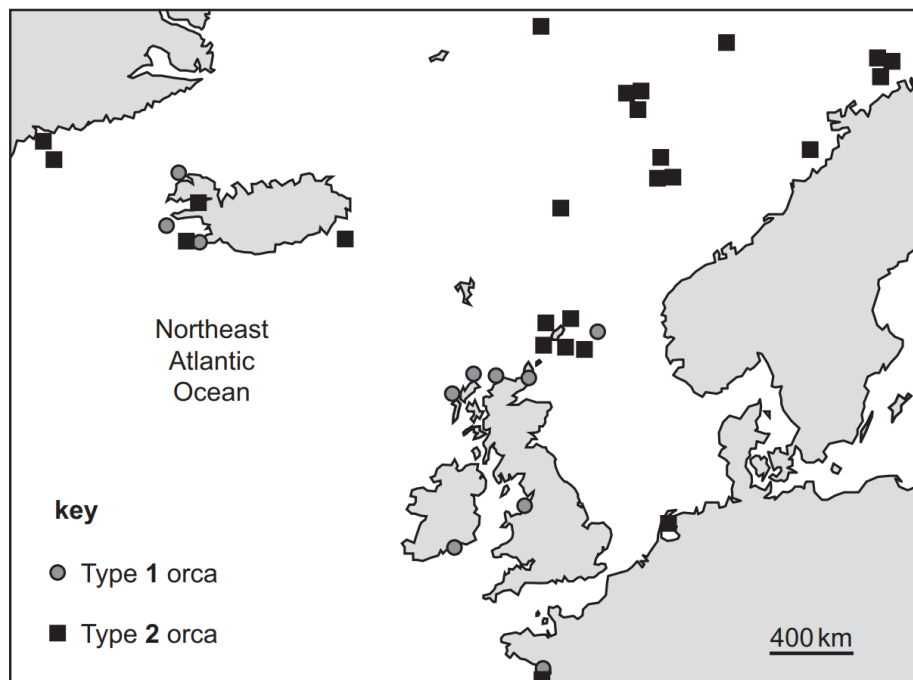 Northeast
Atlantic
Ocean
key
Type 1 orca
Type 2 orca
400 km